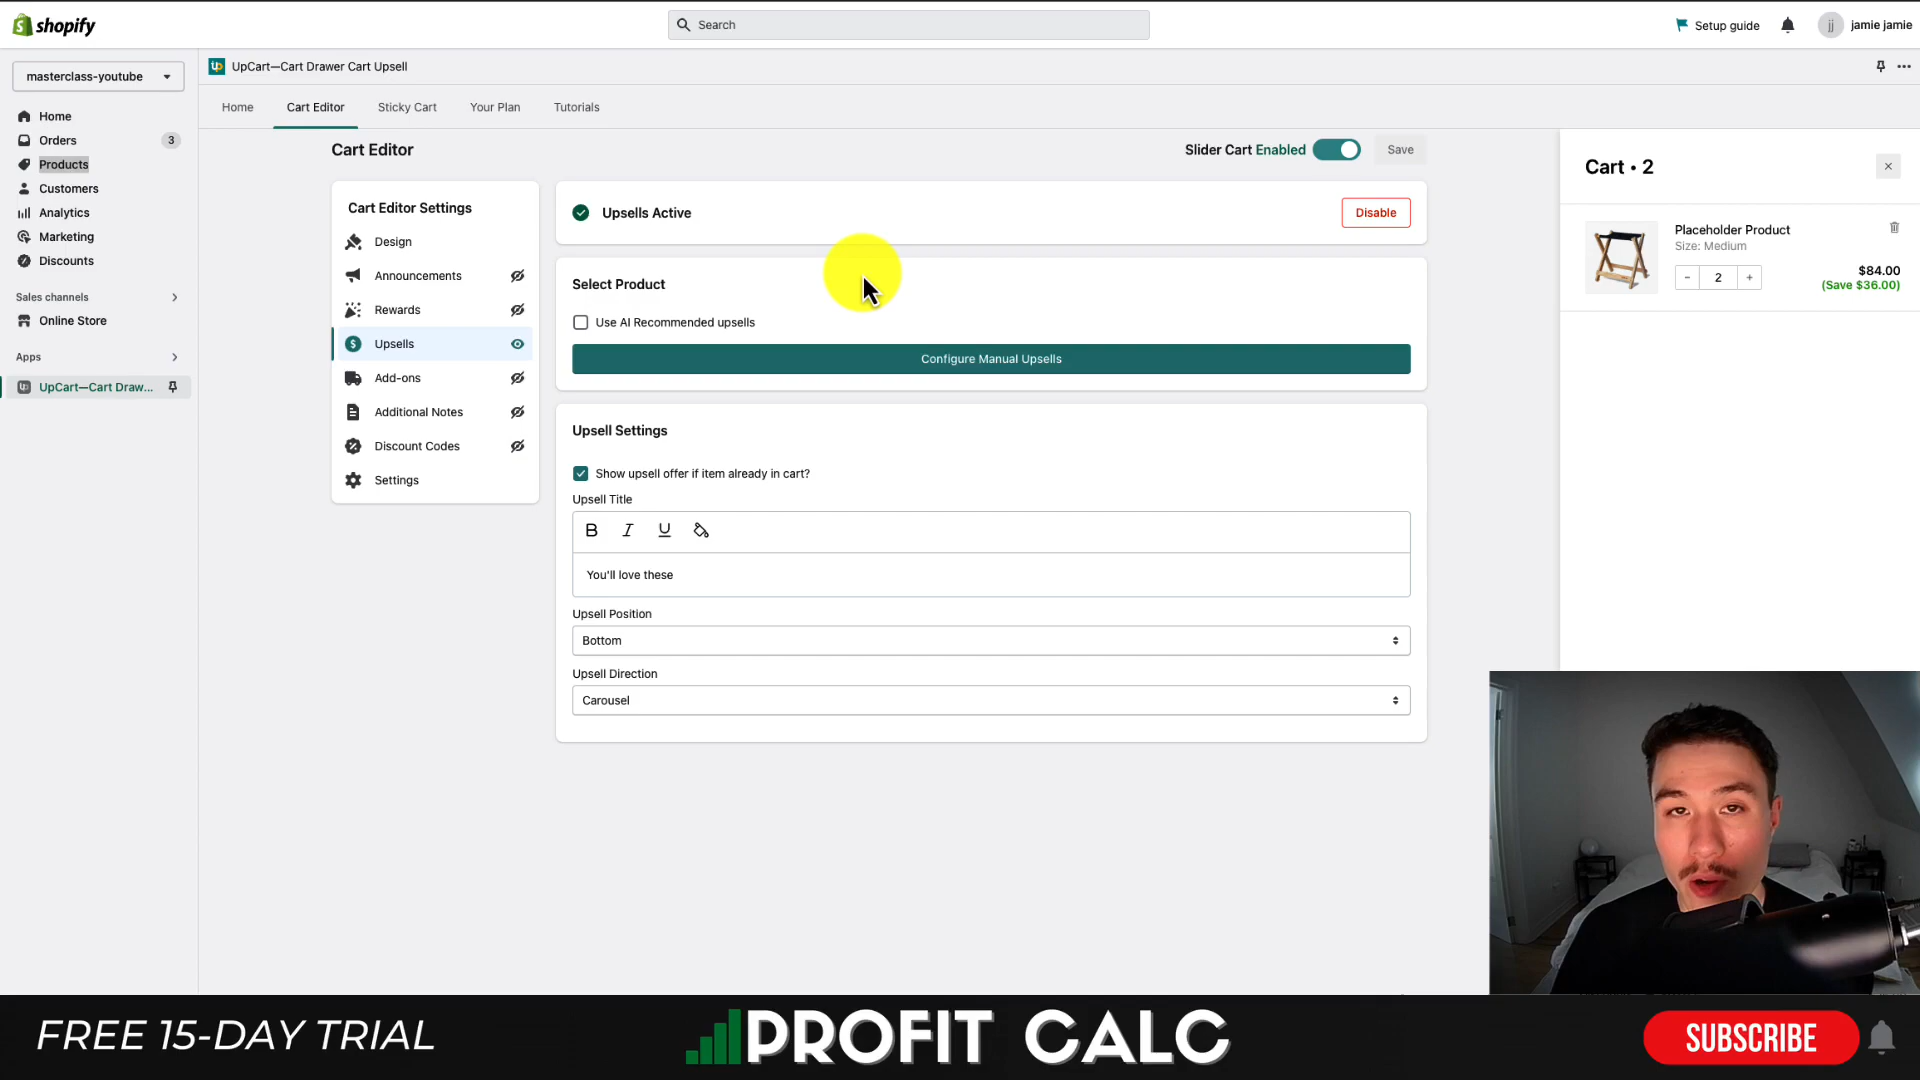 shopify
Search
Setup guide
jj
jamie jamie
masterclass-youtube
UpCart—Cart Drawer Cart Upsell
Home
Cart Editor
Sticky Cart
Your Plan
Tutorials
Home
Orders
3
Products
Customers
Analytics
Marketing
Discounts
Sales channels
Online Store
Apps
UpCart—Cart Draw...
Cart Editor
Slider Cart Enabled
Save
Cart Editor Settings
Design
Announcements
Rewards
Upsells
Add-ons
Additional Notes
Discount Codes
Settings
Upsells Active
Disable
Select Product
Use AI Recommended upsells
Configure Manual Upsells
Upsell Settings
Show upsell offer if item already in cart?
Upsell Title
B I U
You'll love these
Upsell Position
Bottom
Upsell Direction
Carousel
Cart • 2
Placeholder Product
Size: Medium
- 2 +
$84.00
(Save $36.00)
FREE 15-DAY TRIAL
PROFIT CALC
SUBSCRIBE